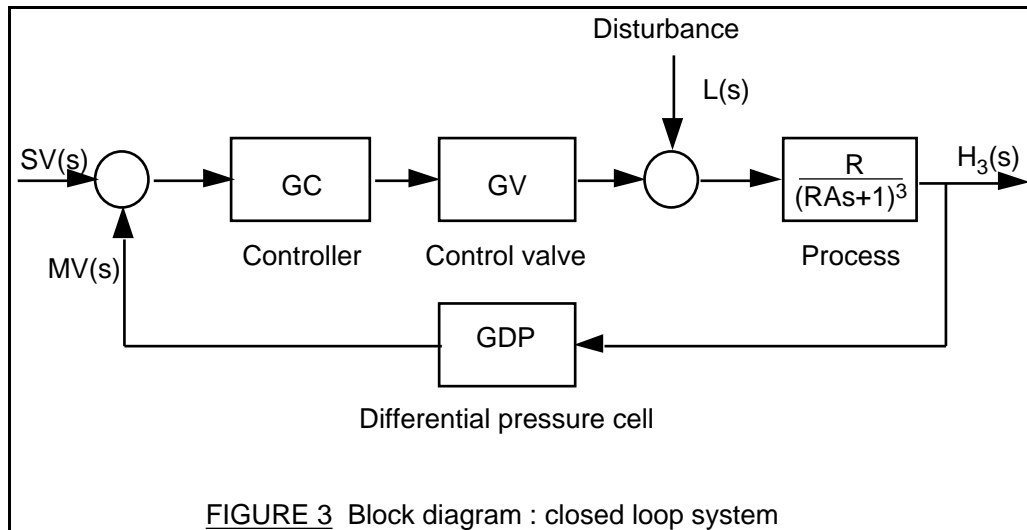 Disturbance
L(s)
SV(s)
GC
GV
R
(RAs+1)³
H₃(s)
Controller
Control valve
Process
MV(s)
GDP
Differential pressure cell
FIGURE 3 Block diagram : closed loop system